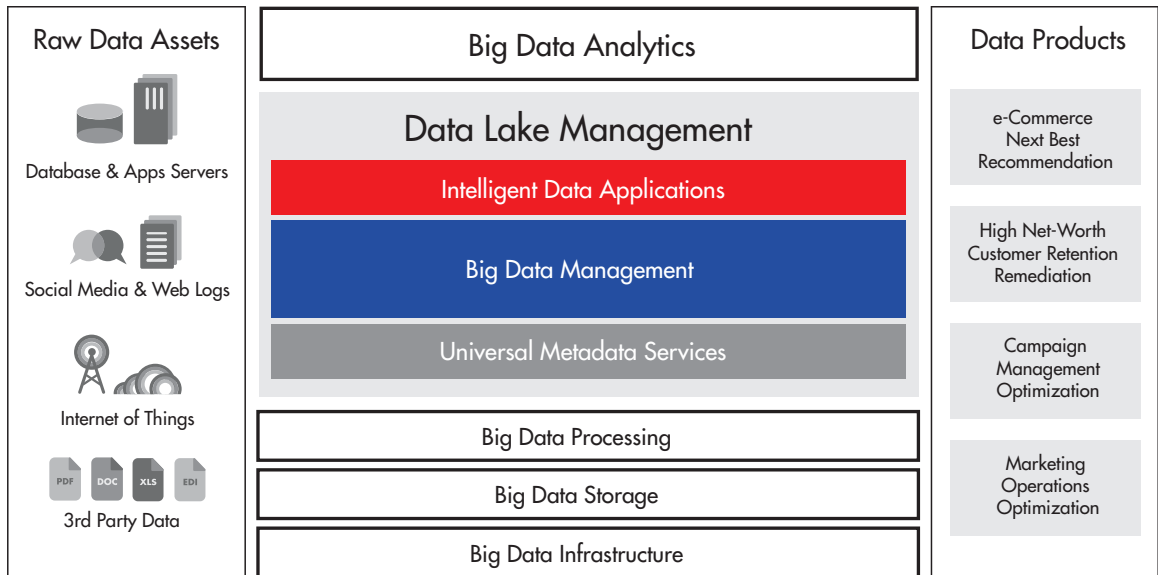 Raw Data Assets
Database & Apps Servers
Social Media & Web Logs
Internet of Things
PDF
DOC
XLS
EDI
3rd Party Data
Big Data Analytics
Data Lake Management
Intelligent Data Applications
Big Data Management
Universal Metadata Services
Big Data Processing
Big Data Storage
Big Data Infrastructure
Data Products
e-Commerce
Next Best
Recommendation
High Net-Worth
Customer Retention
Remediation
Campaign
Management
Optimization
Marketing
Operations
Optimization